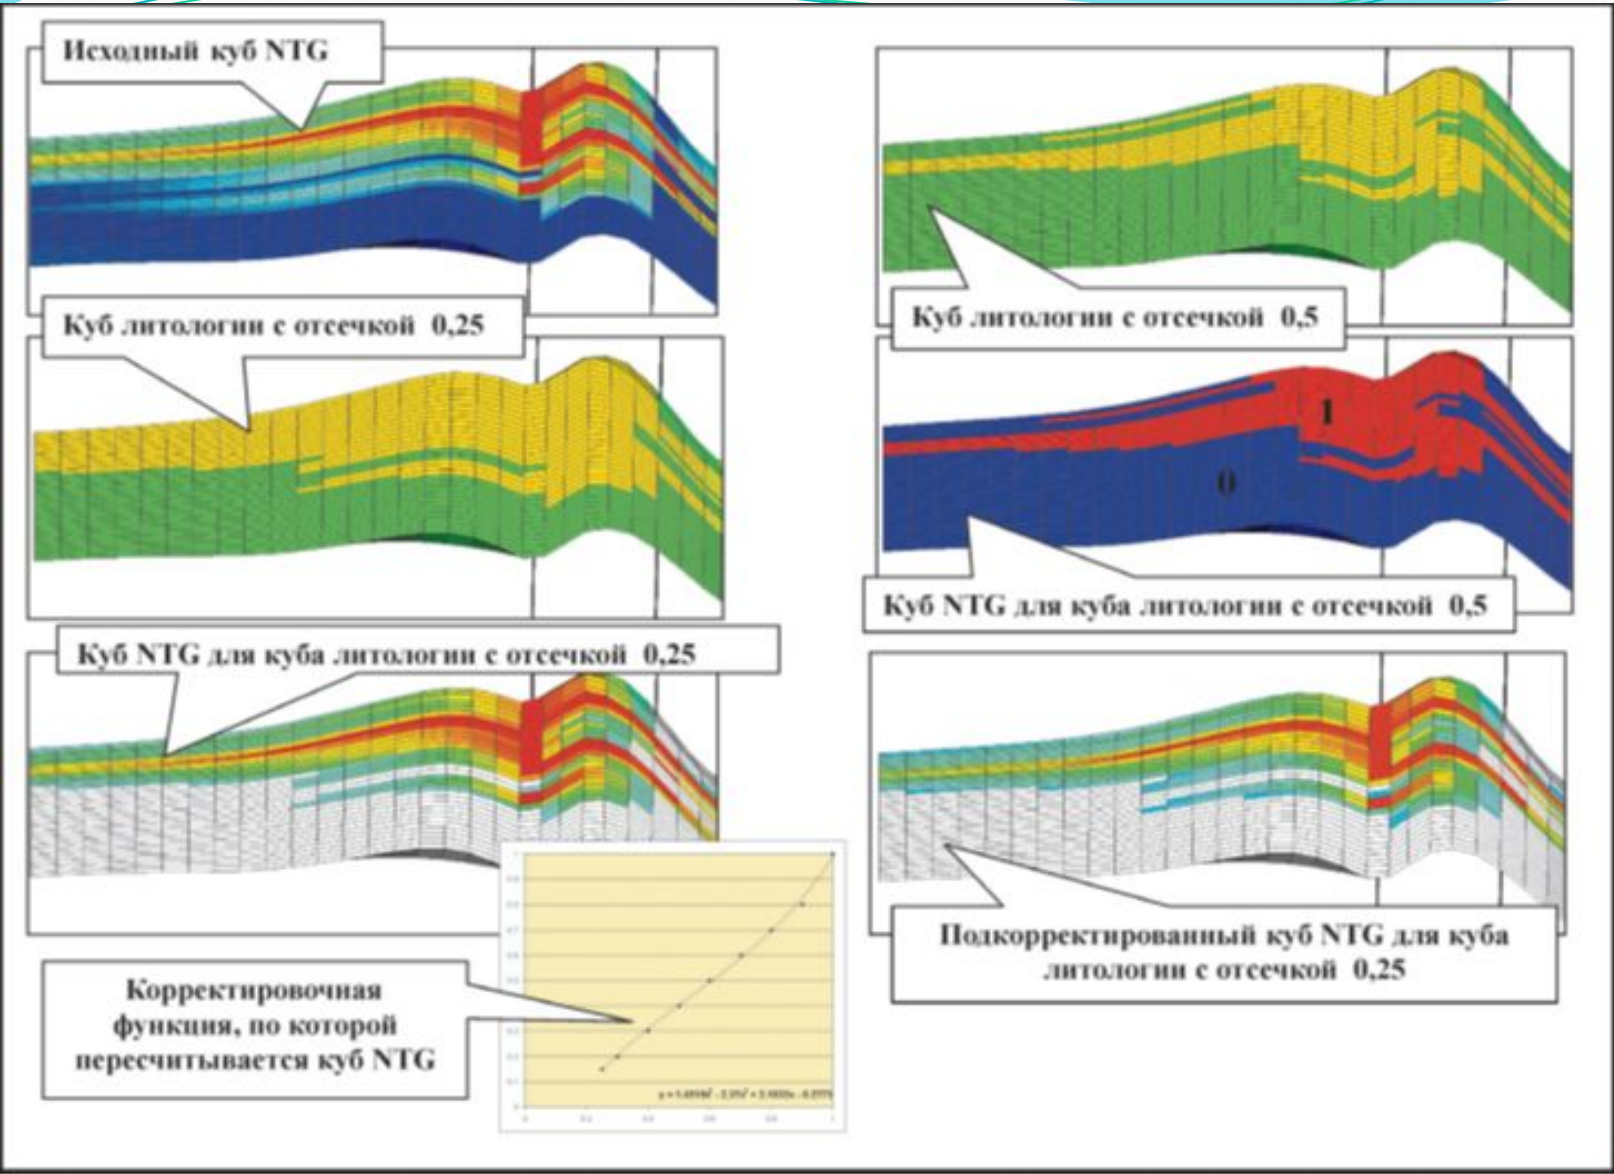 Исходный куб NTG
Куб литологии с отсечкой 0,25
Куб литологии с отсечкой 0,5
1
0
Куб NTG для куба литологии с отсечкой 0,5
Куб NTG для куба литологии с отсечкой 0,25
Подкорректированный куб NTG для куба
литологии с отсечкой 0,25
Корректировочная
функция, по которой
пересчитывается куб NTG